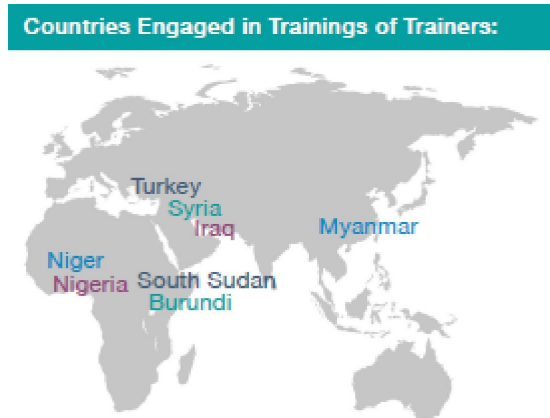 Countries Engaged in Trainings of Trainers:
Turkey
Syria
Iraq
Myanmar
Niger
Nigeria
South Sudan
Burundi